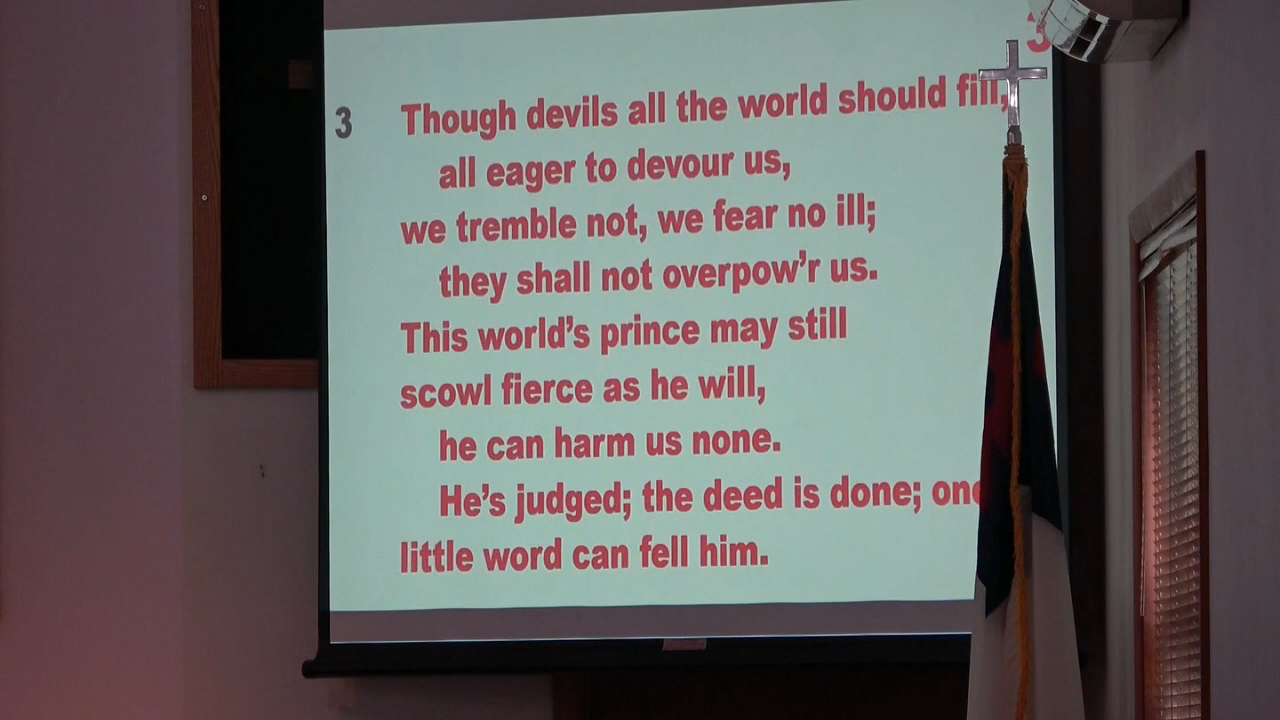 3
3 Though devils all the world should fill,
all eager to devour us,
we tremble not, we fear no ill;
they shall not overpow’r us.
This world’s prince may still
scowl fierce as he will,
he can harm us none.
He’s judged; the deed is done; one
little word can fell him.